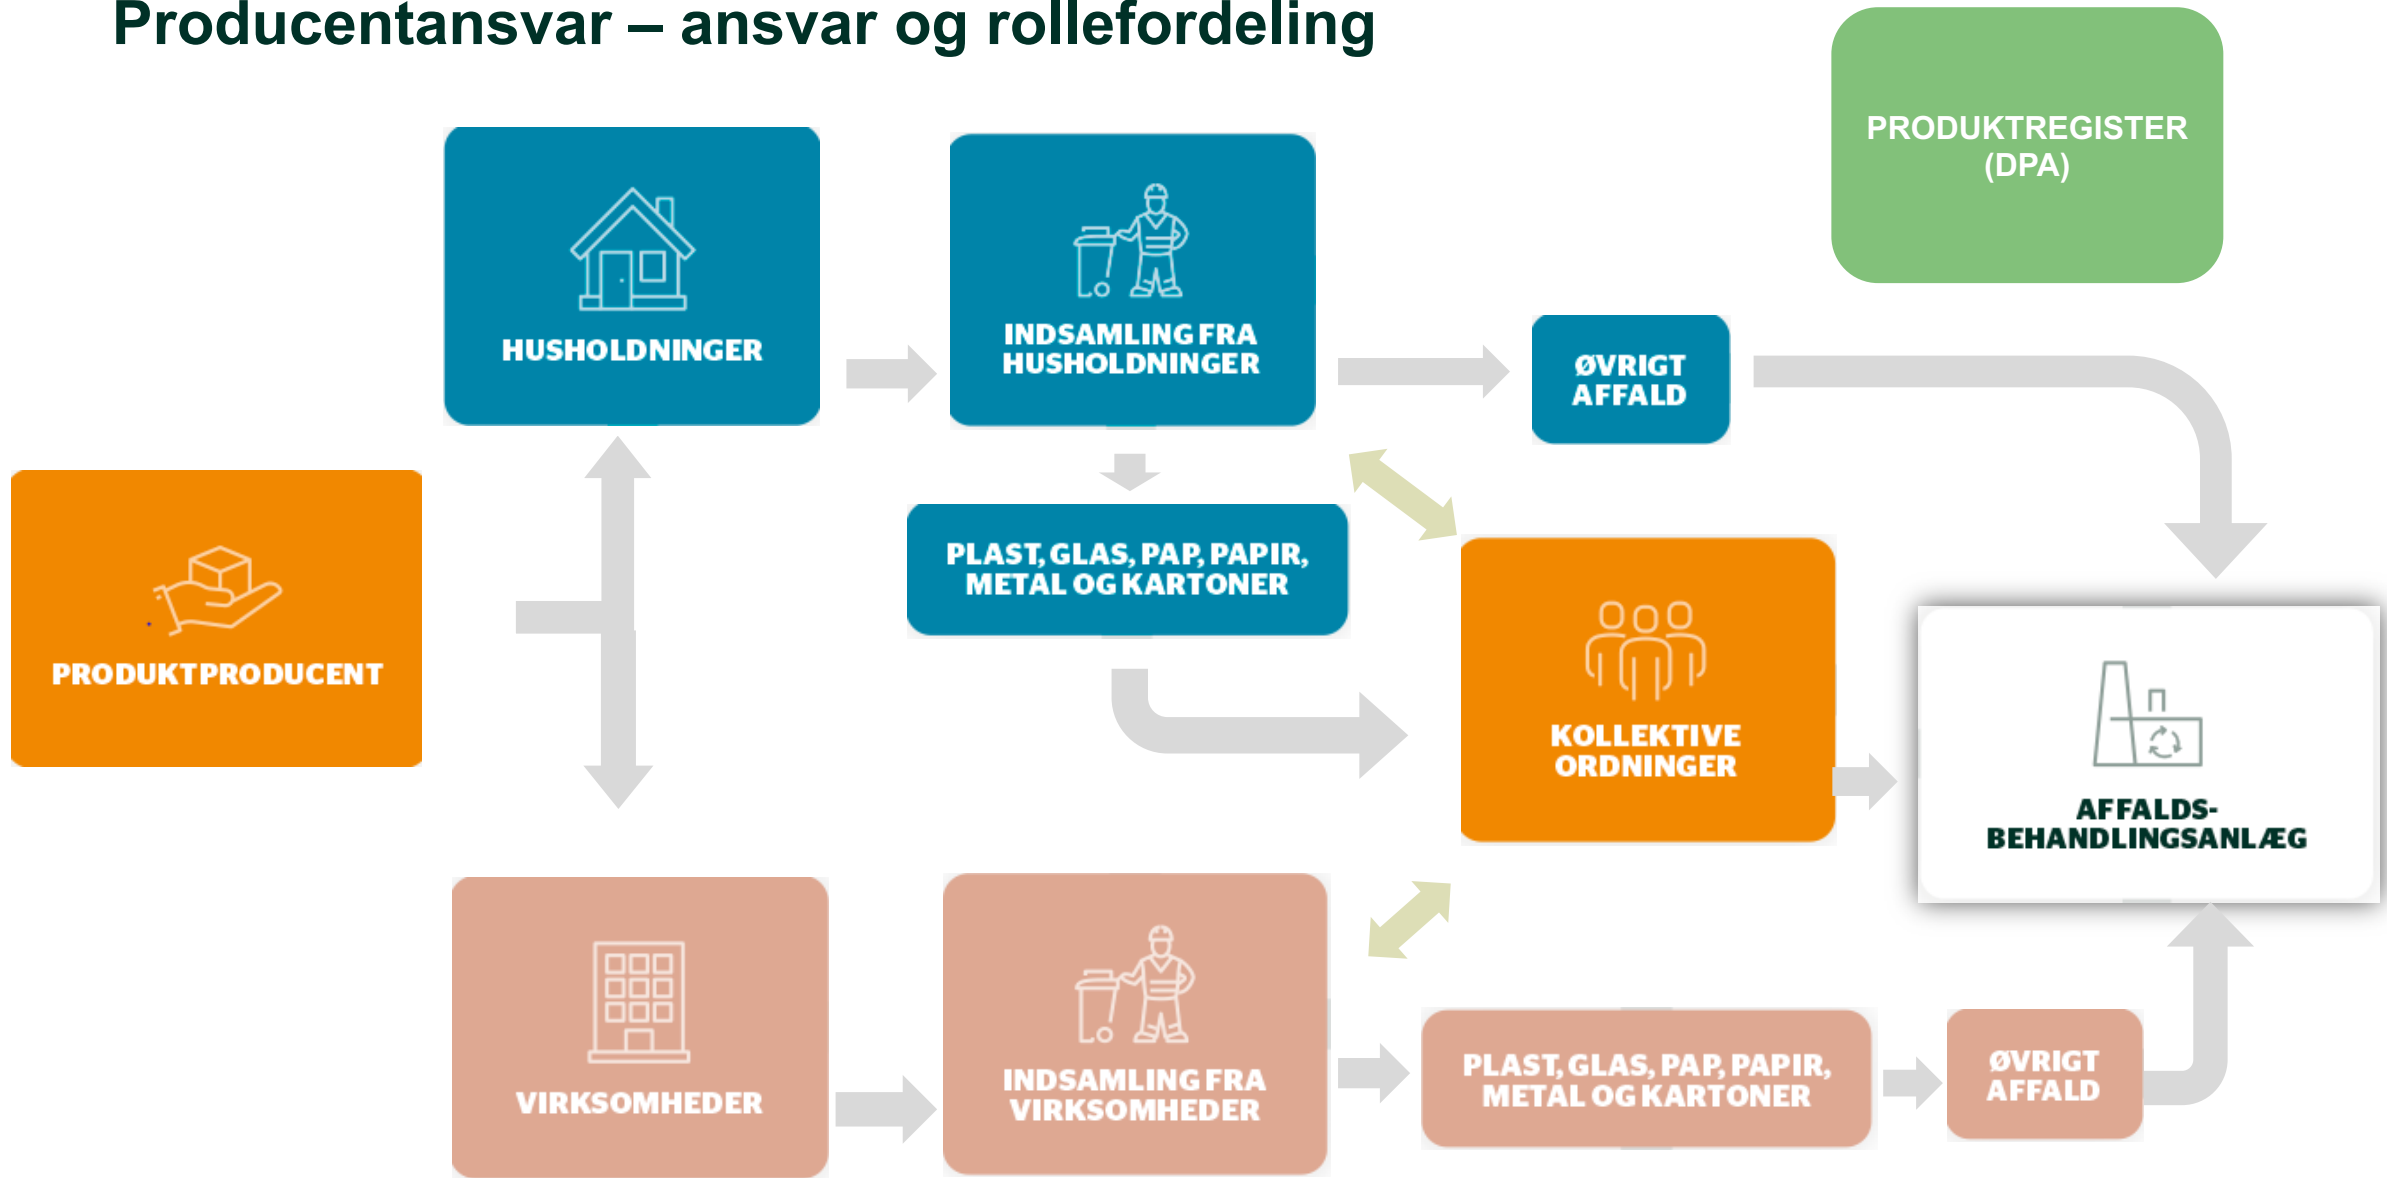 Producentansvar – ansvar og rollefordeling
PRODUKTREGISTER
(DPA)
HUSHOLDNINGER
INDSAMLING FRA
HUSHOLDNINGER
ØVRIGT
AFFALD
PLAST, GLAS, PAP, PAPIR,
METAL OG KARTONER
PRODUKTPRODUCENT
KOLLEKTIVE
ORDNINGER
AFFALDS-
BEHANDLINGSANLÆG
VIRKSOMHEDER
INDSAMLING FRA
VIRKSOMHEDER
PLAST, GLAS, PAP, PAPIR,
METAL OG KARTONER
ØVRIGT
AFFALD